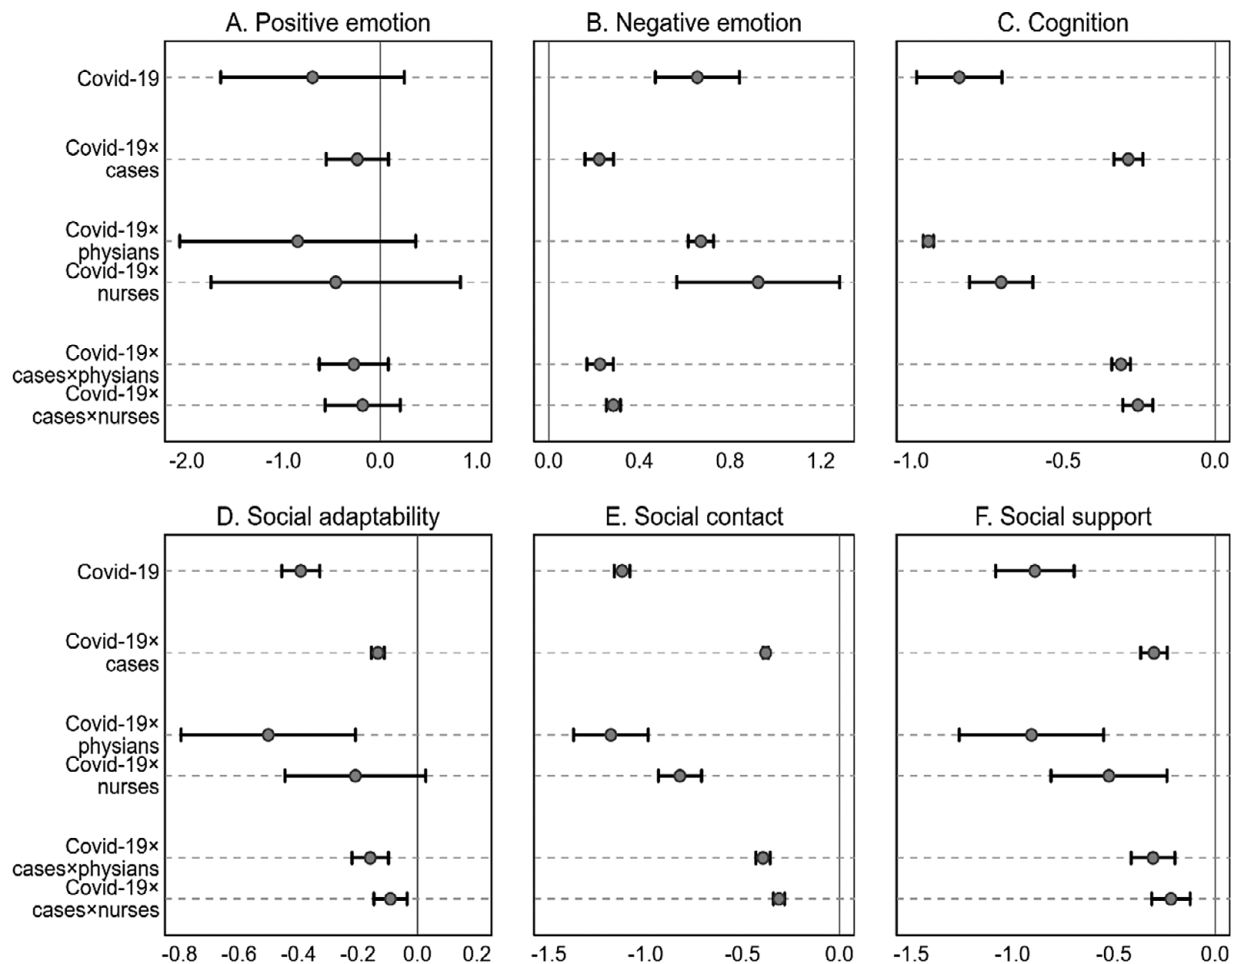 A. Positive emotion
B. Negative emotion
C. Cognition
Covid-19
Covid-19×
cases
Covid-19×
physians
Covid-19×
nurses
Covid-19×
cases×physians
Covid-19×
cases×nurses
-2.0 -1.0 0.0 1.0
0.0 0.4 0.8 1.2
-1.0 -0.5 0.0
D. Social adaptability
E. Social contact
F. Social support
Covid-19
Covid-19×
cases
Covid-19×
physians
Covid-19×
nurses
Covid-19×
cases×physians
Covid-19×
cases×nurses
-0.8 -0.6 -0.4 -0.2 0.0 0.2
-1.5 -1.0 -0.5 0.0
-1.5 -1.0 -0.5 0.0